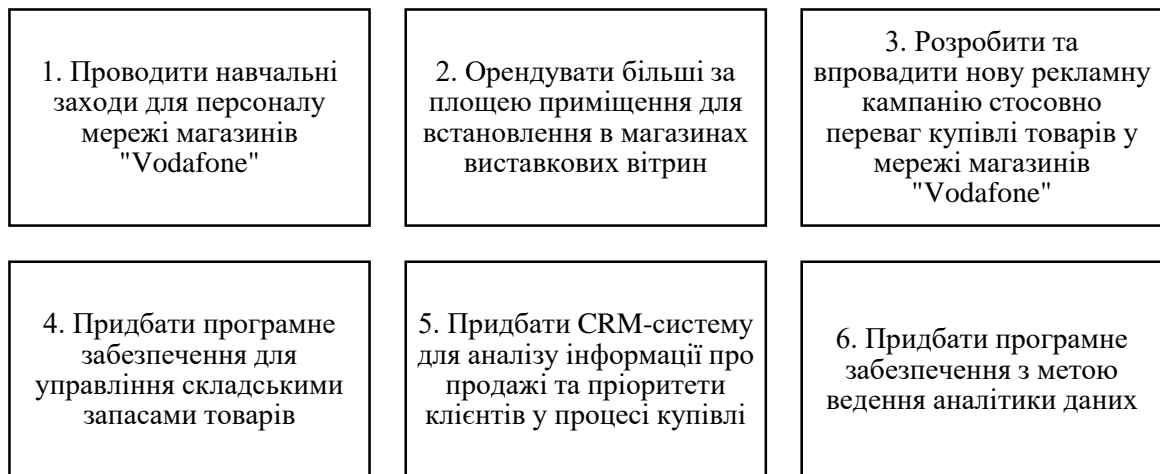 1. Проводити навчальні
заходи для персоналу
мережі магазинів
"Vodafone"
2. Орендувати більші за
площею приміщення для
встановлення в магазинах
виставкових вітрин
3. Розробити та
впровадити нову рекламну
кампанію стосовно
переваг купівлі товарів у
мережі магазинів
"Vodafone"
4. Придбати програмне
забезпечення для
управління складськими
запасами товарів
5. Придбати CRM-систему
для аналізу інформації про
продажі та пріоритети
клієнтів у процесі купівлі
6. Придбати програмне
забезпечення з метою
ведення аналітики даних